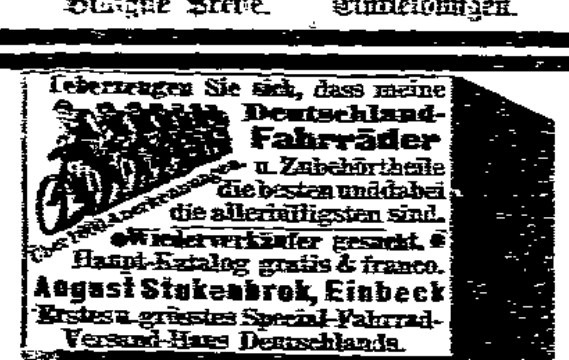 Ueberzeugen Sie sich, dass meine
Deutschland-
Fahrräder
u. Zubehörtheile
die besten und dabei
die allerbilligsten sind.
Wiederverkäufer gesucht.
Haupt-Katalog gratis & franco.
August Stukenbrok, Einbeck
Erstes u. grösstes Special-Fahrrad-
Versand-Haus Deutschlands.